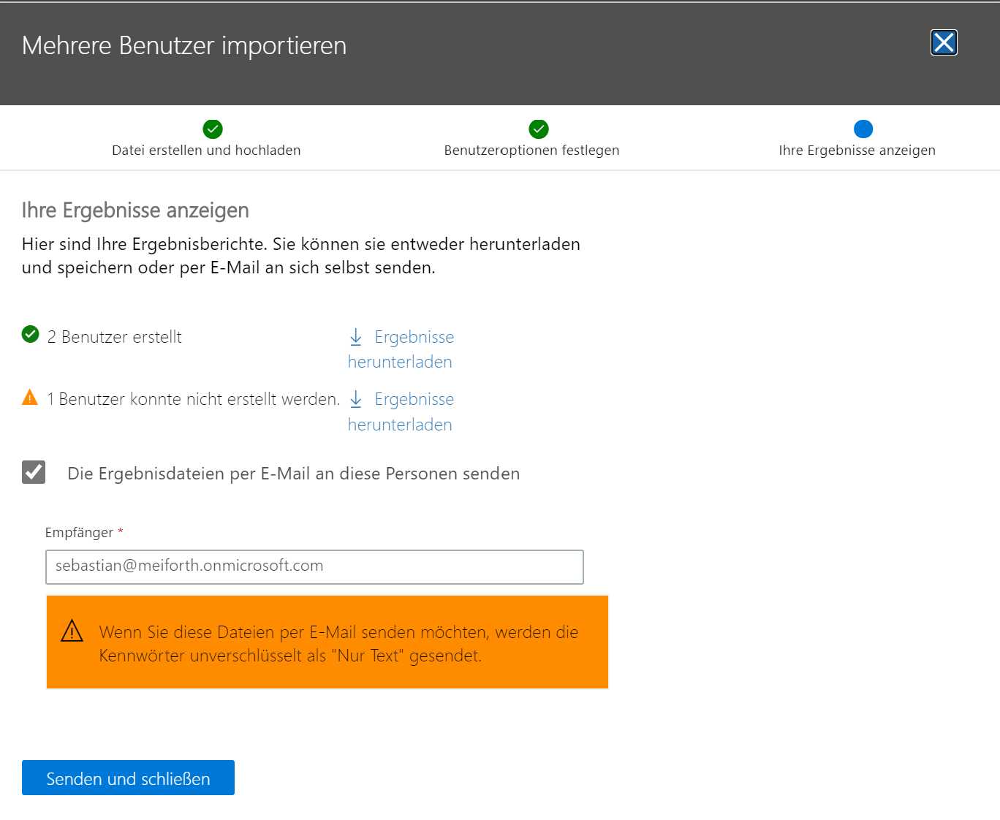 Mehrere Benutzer importieren
Datei erstellen und hochladen
Benutzeroptionen festlegen
Ihre Ergebnisse anzeigen
Ihre Ergebnisse anzeigen
Hier sind Ihre Ergebnisberichte. Sie können sie entweder herunterladen
und speichern oder per E-Mail an sich selbst senden.
2 Benutzer erstellt
Ergebnisse
herunterladen
1 Benutzer konnte nicht erstellt werden.
Ergebnisse
herunterladen
Die Ergebnisdateien per E-Mail an diese Personen senden
Empfänger *
sebastian@meiforth.onmicrosoft.com
Wenn Sie diese Dateien per E-Mail senden möchten, werden die
Kennwörter unverschlüsselt als "Nur Text" gesendet.
Senden und schließen